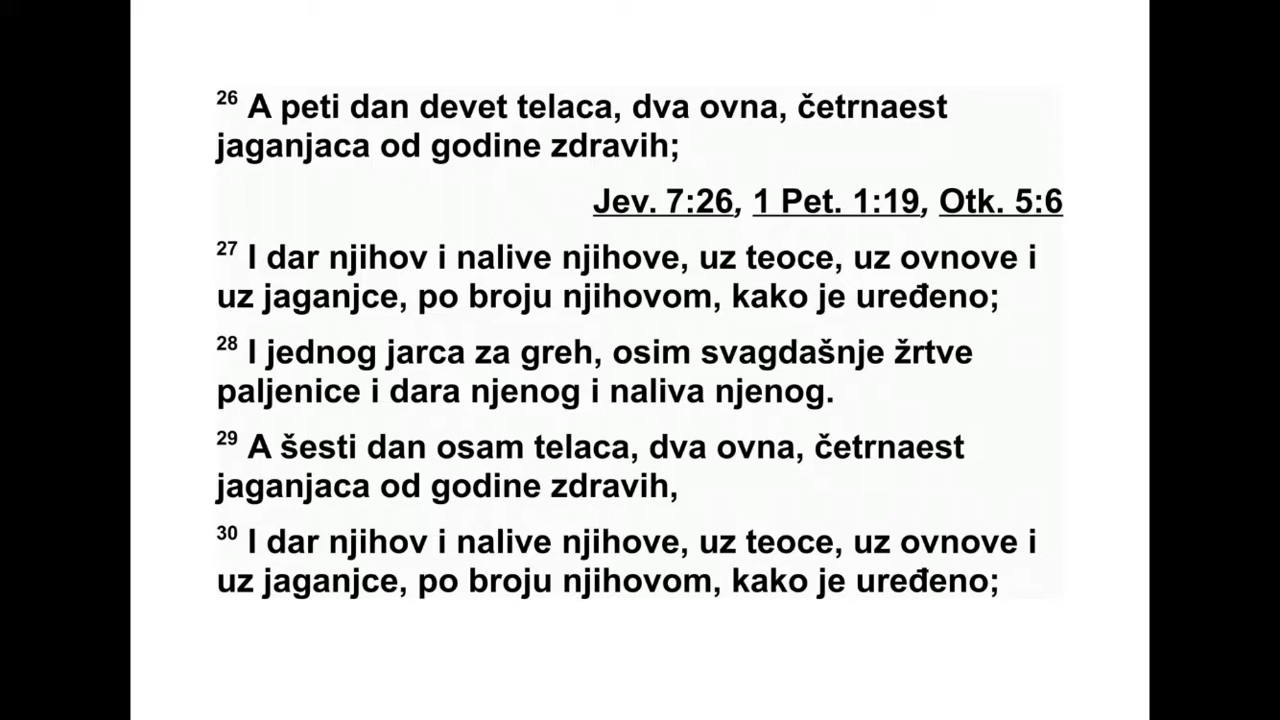 26 A peti dan devet telaca, dva ovna, četrnaest
jaganjaca od godine zdravih;
Jev. 7:26, 1 Pet. 1:19, Otk. 5:6
27 I dar njihov i nalive njihove, uz teoce, uz ovnove i
uz jaganjce, po broju njihovom, kako je uređeno;
28 I jednog jarca za greh, osim svagdašnje žrtve
paljenice i dara njenog i naliva njenog.
29 A šesti dan osam telaca, dva ovna, četrnaest
jaganjaca od godine zdravih,
30 I dar njihov i nalive njihove, uz teoce, uz ovnove i
uz jaganjce, po broju njihovom, kako je uređeno;